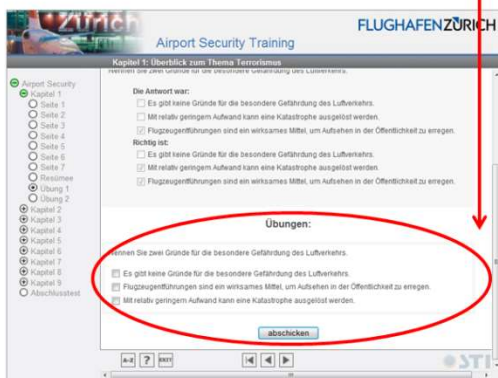 Zürich
FLUGHAFEN ZÜRICH
Airport Security Training
Kapitel 1: Überblick zum Thema Terrorismus
Airport Security
Kapitel 1
Seite 1
Seite 2
Seite 3
Seite 4
Seite 5
Seite 6
Seite 7
Resümee
Übung 1
Übung 2
Kapitel 2
Kapitel 3
Kapitel 4
Kapitel 5
Kapitel 6
Kapitel 7
Kapitel 8
Kapitel 9
Abschlusstest
Nennen Sie zwei Gründe für die besondere Gefährdung des Luftverkehrs.
Die Antwort war:
Es gibt keine Gründe für die besondere Gefährdung des Luftverkehrs.
Mit relativ geringem Aufwand kann eine Katastrophe ausgelöst werden.
Flugzeugentführungen sind ein wirksames Mittel, um Aufsehen in der Öffentlichkeit zu erregen.
Richtig ist:
Es gibt keine Gründe für die besondere Gefährdung des Luftverkehrs.
Mit relativ geringem Aufwand kann eine Katastrophe ausgelöst werden.
Flugzeugentführungen sind ein wirksames Mittel, um Aufsehen in der Öffentlichkeit zu erregen.
Übungen:
Nennen Sie zwei Gründe für die besondere Gefährdung des Luftverkehrs.
Es gibt keine Gründe für die besondere Gefährdung des Luftverkehrs.
Flugzeugentführungen sind ein wirksames Mittel, um Aufsehen in der Öffentlichkeit zu erregen.
Mit relativ geringem Aufwand kann eine Katastrophe ausgelöst werden.
abschicken
A-Z ? EXIT
STI